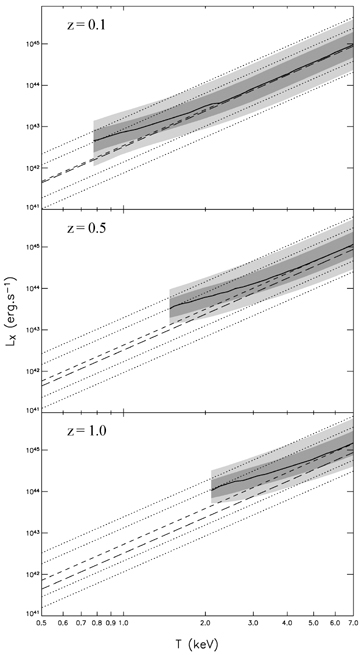 z = 0.1
10⁴⁵
10⁴⁴
10⁴³
10⁴²
10⁴¹
z = 0.5
10⁴⁵
10⁴⁴
10⁴³
10⁴²
10⁴¹
Lₓ (erg.s⁻¹)
z = 1.0
10⁴⁵
10⁴⁴
10⁴³
10⁴²
10⁴¹
0.5 0.6 0.7 0.8 0.9 1.0 2.0 3.0 4.0 5.0 6.0 7.0
T (keV)